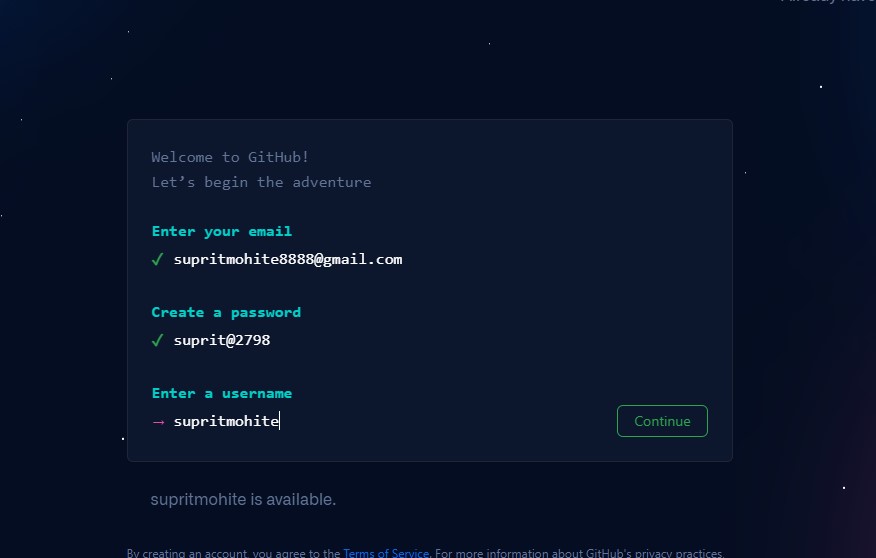 Welcome to GitHub!
Let's begin the adventure
Enter your email
✓ supritmohite8888@gmail.com
Create a password
✓ suprit@2798
Enter a username
→ supritmohite
Continue
supritmohite is available.
By creating an account, you agree to the Terms of Service. For more information about GitHub's privacy practices,